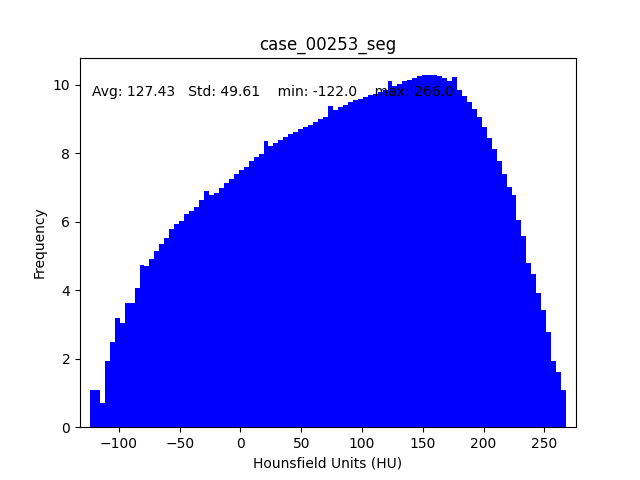 case_00253_seg
Avg: 127.43 Std: 49.61 min: -122.0 max: 266.0
Frequency
10
8
6
4
2
0
−100 −50 0 50 100 150 200 250
Hounsfield Units (HU)